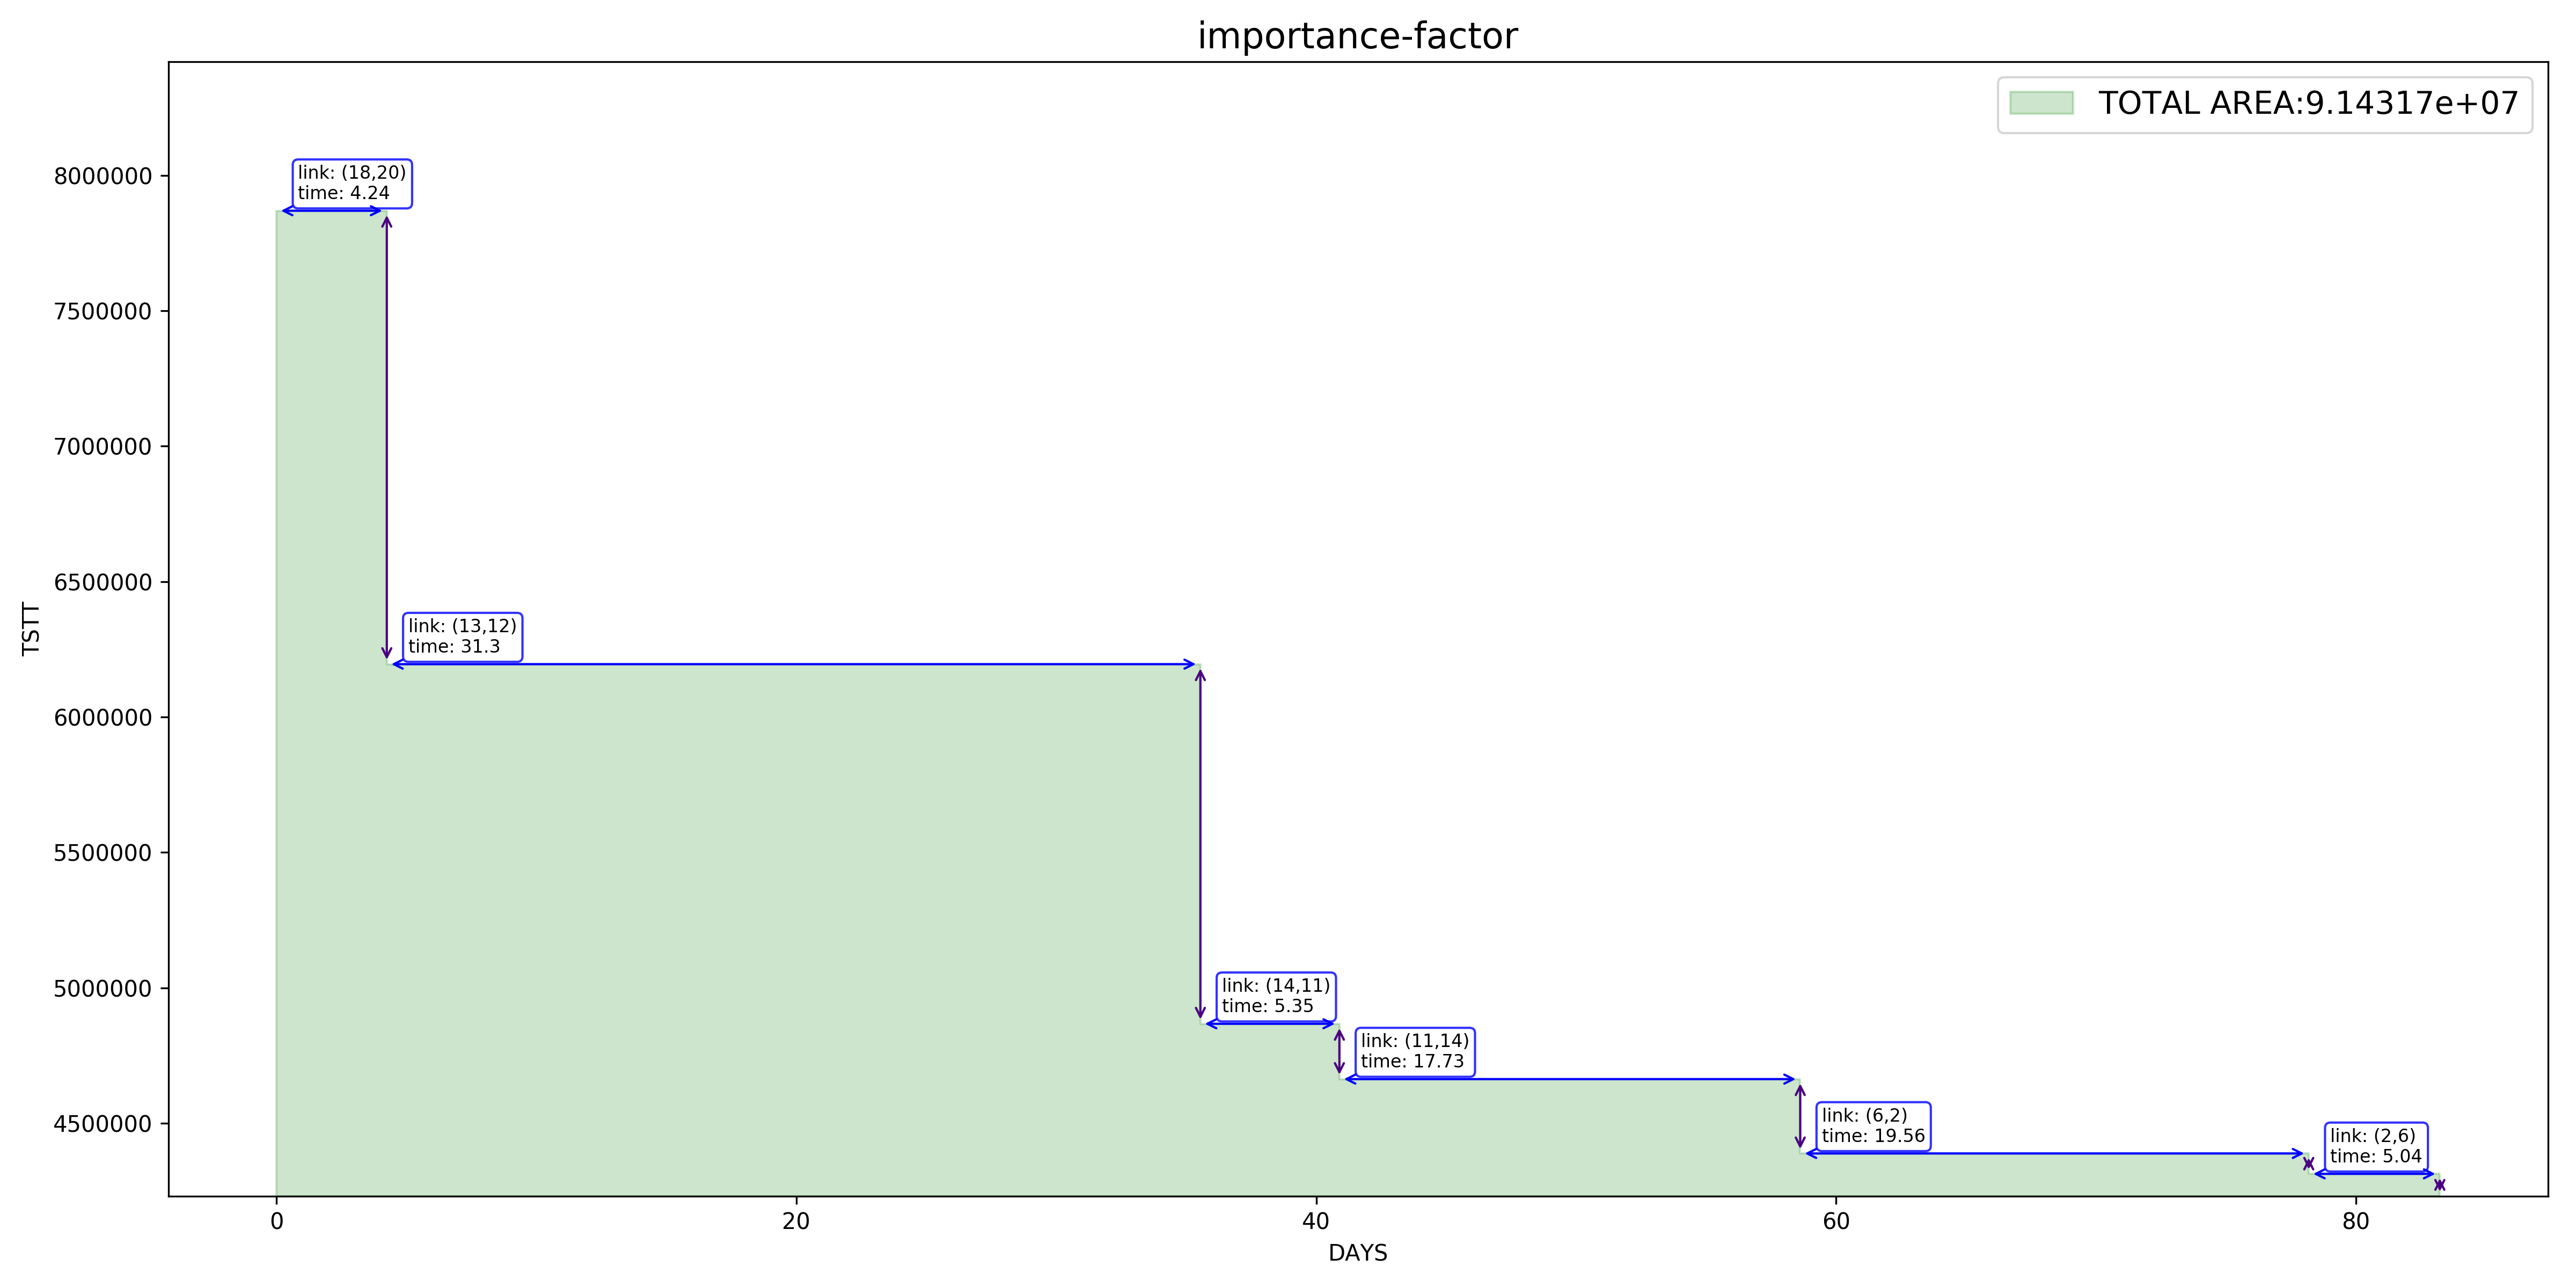 importance-factor
TOTAL AREA:9.14317e+07
TSTT
8000000
7500000
7000000
6500000
6000000
5500000
5000000
4500000
link: (18,20)
time: 4.24
link: (13,12)
time: 31.3
link: (14,11)
time: 5.35
link: (11,14)
time: 17.73
link: (6,2)
time: 19.56
link: (2,6)
time: 5.04
0
20
40
60
80
DAYS